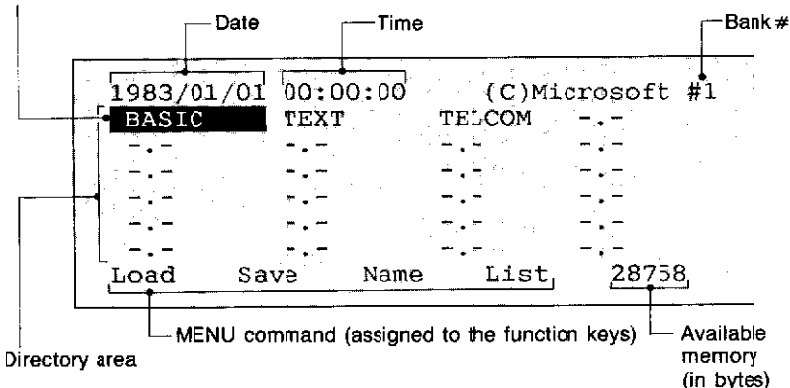 Date Time Bank#
1983/01/01 00:00:00 (C)Microsoft #1
BASIC TEXT TELCOM -.-
-.- -.- -.- -.-
-.- -.- -.- -.-
-.- -.- -.- -.-
-.- -.- -.- -.-
-.- -.- -.- -.-
Load Save Name List 28758
MENU command (assigned to the function keys)
Directory area
Available
memory
(in bytes)